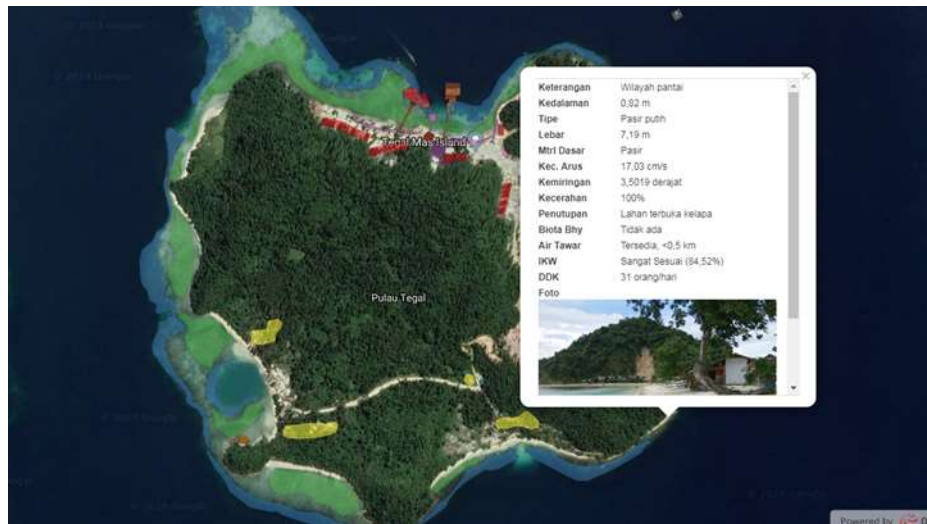 Keterangan Wilayah pantai
Kedalaman 0,82 m
Tipe Pasir putih
Lebar 7,19 m
Mtrl Dasar Pasir
Kec. Arus 17,03 cm/s
Kemiringan 3,5019 derajat
Kecerahan 100%
Penutupan Lahan terbuka kelapa
Biota Bhy Tidak ada
Air Tawar Tersedia, <0,5 km
IKW Sangat Sesuai (84,52%)
DDK 31 orang/hari
Foto
Tegal Mas Island
Pulau Tegal
Powered by